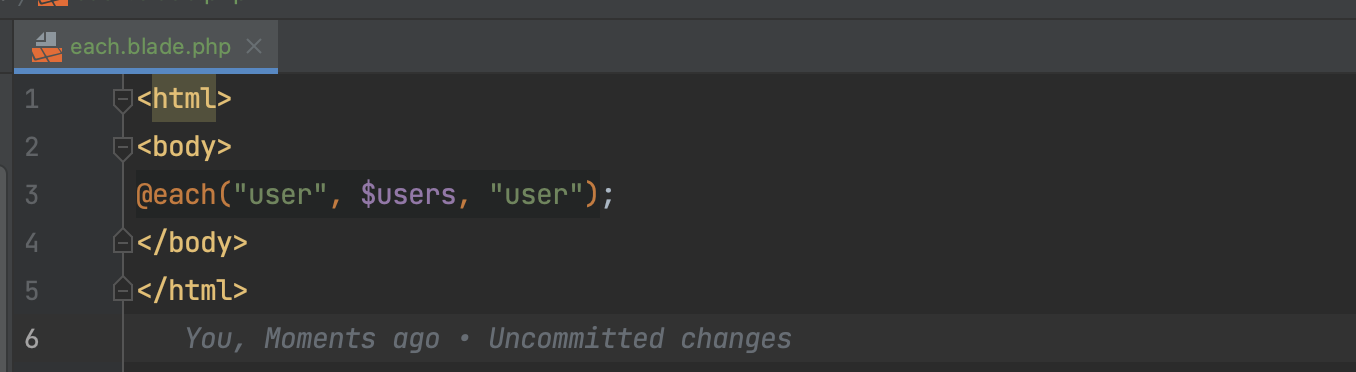 each.blade.php
1 <html>
2 <body>
3 @each("user", $users, "user");
4 </body>
5 </html>
6 You, Moments ago • Uncommitted changes